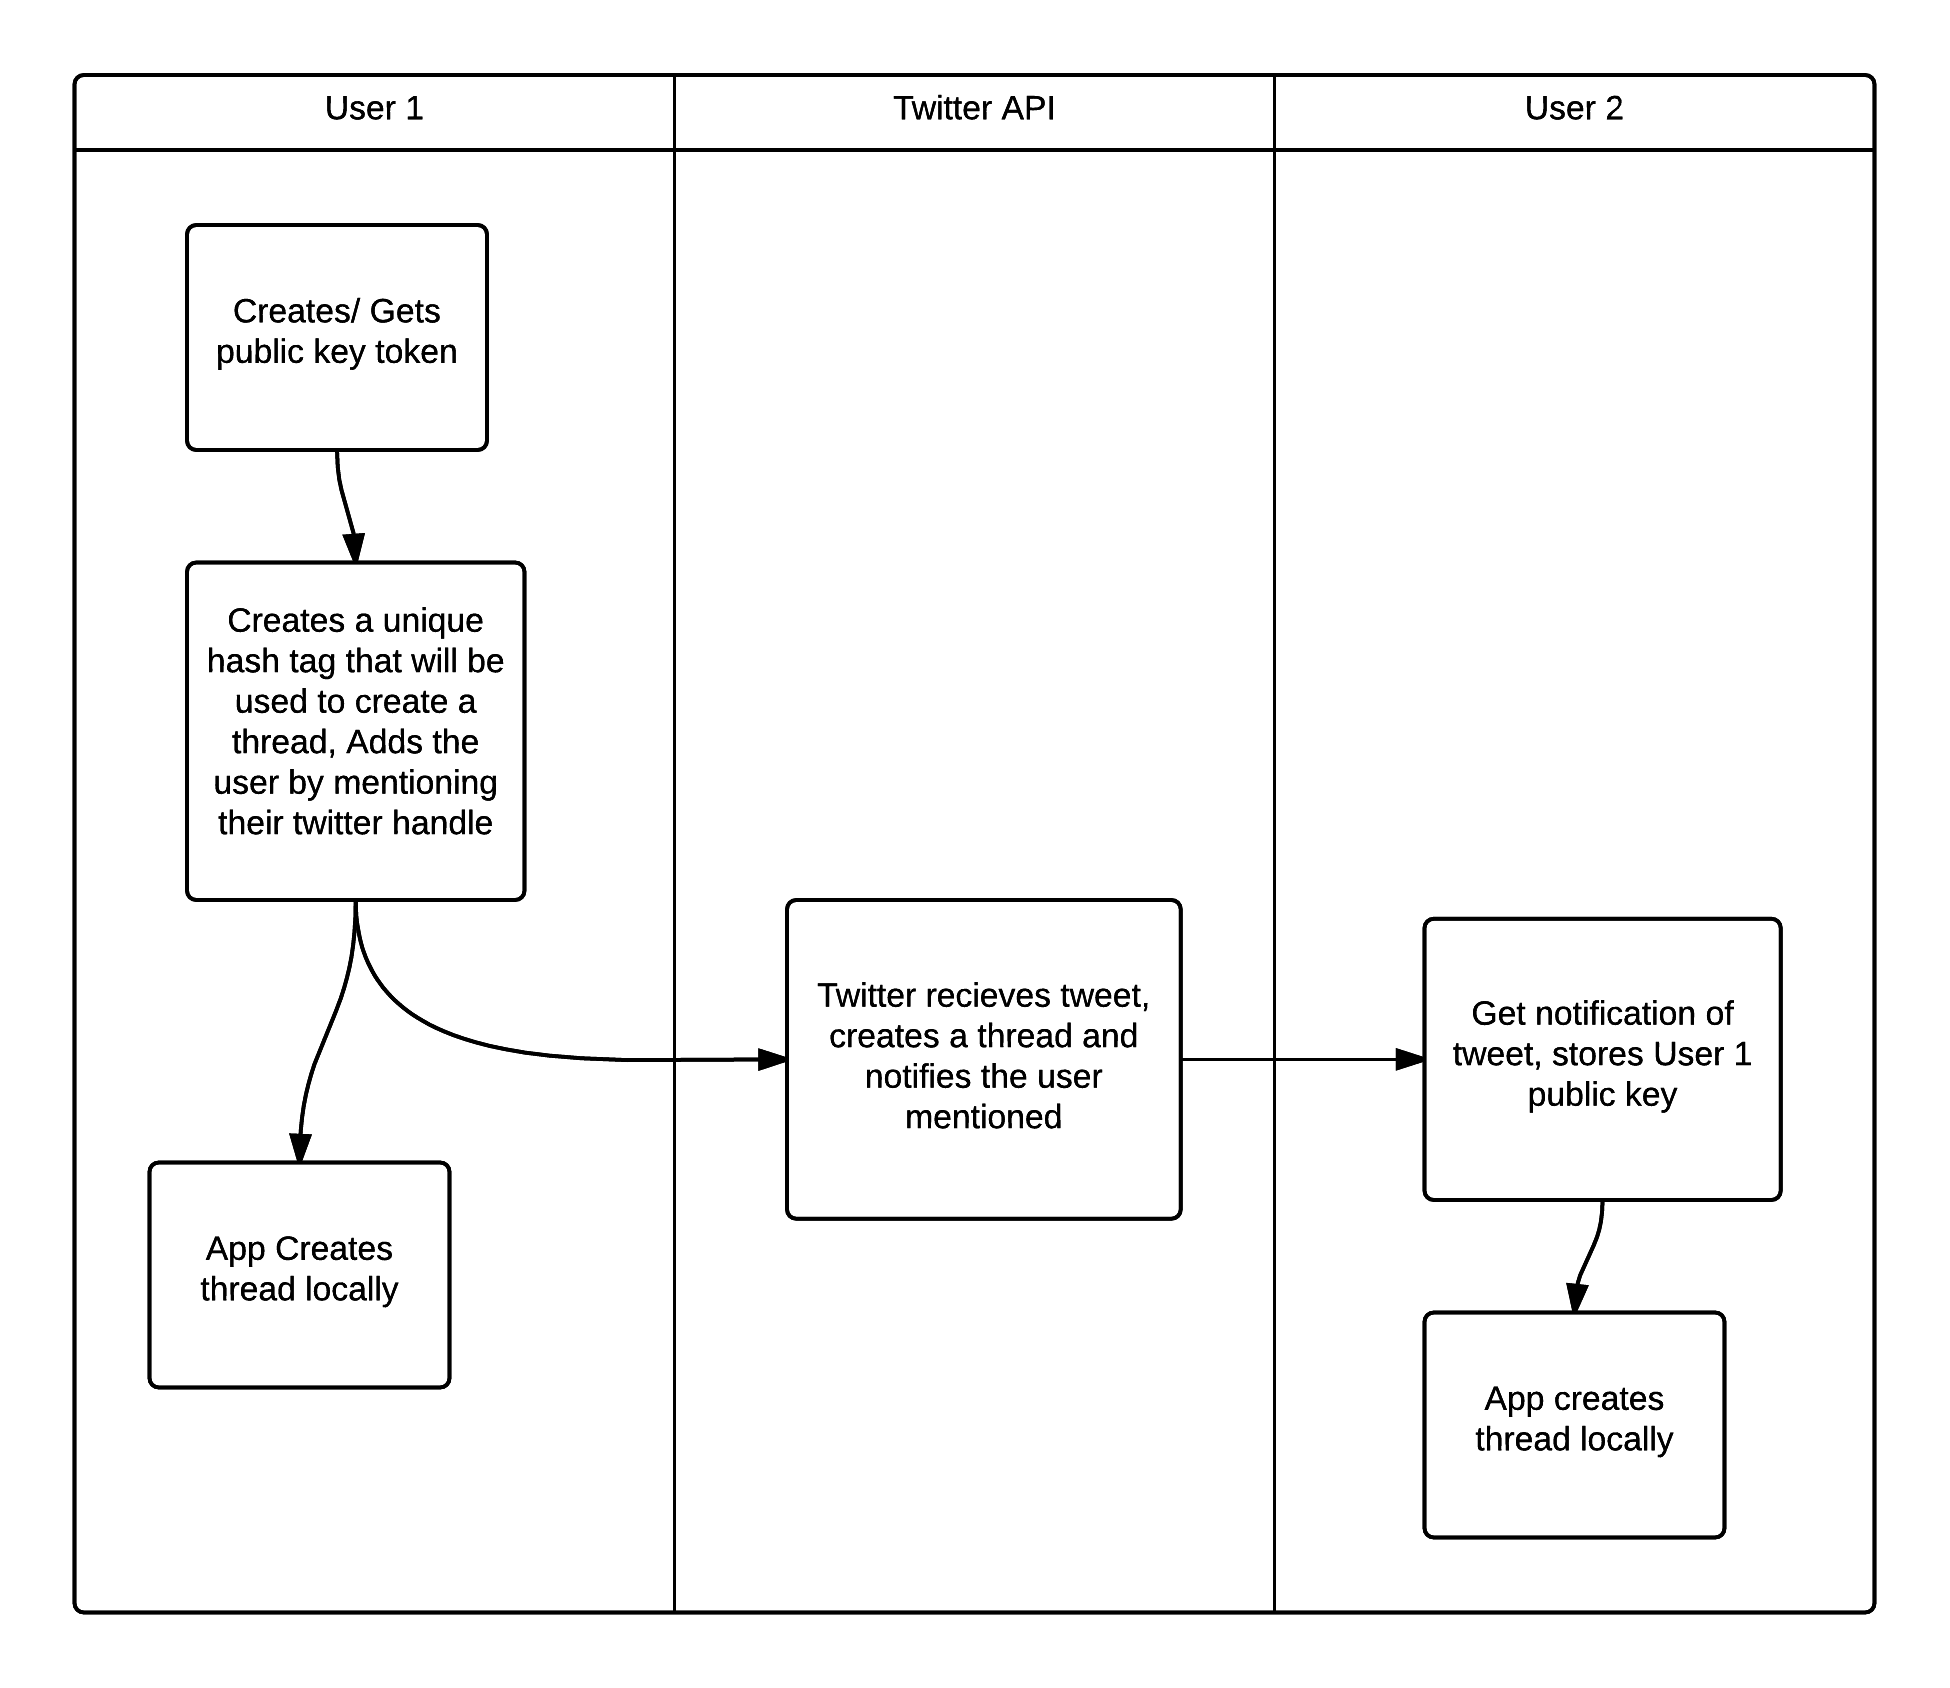 User 1
Twitter API
User 2
Creates/ Gets
public key token
Creates a unique
hash tag that will be
used to create a
thread, Adds the
user by mentioning
their twitter handle
Twitter recieves tweet,
creates a thread and
notifies the user
mentioned
Get notification of
tweet, stores User 1
public key
App Creates
thread locally
App creates
thread locally